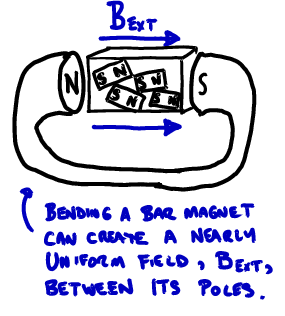 BEXT
N
S
S N
S N
S N
S N
BENDING A BAR MAGNET
CAN CREATE A NEARLY
UNIFORM FIELD, BEXT,
BETWEEN ITS POLES.